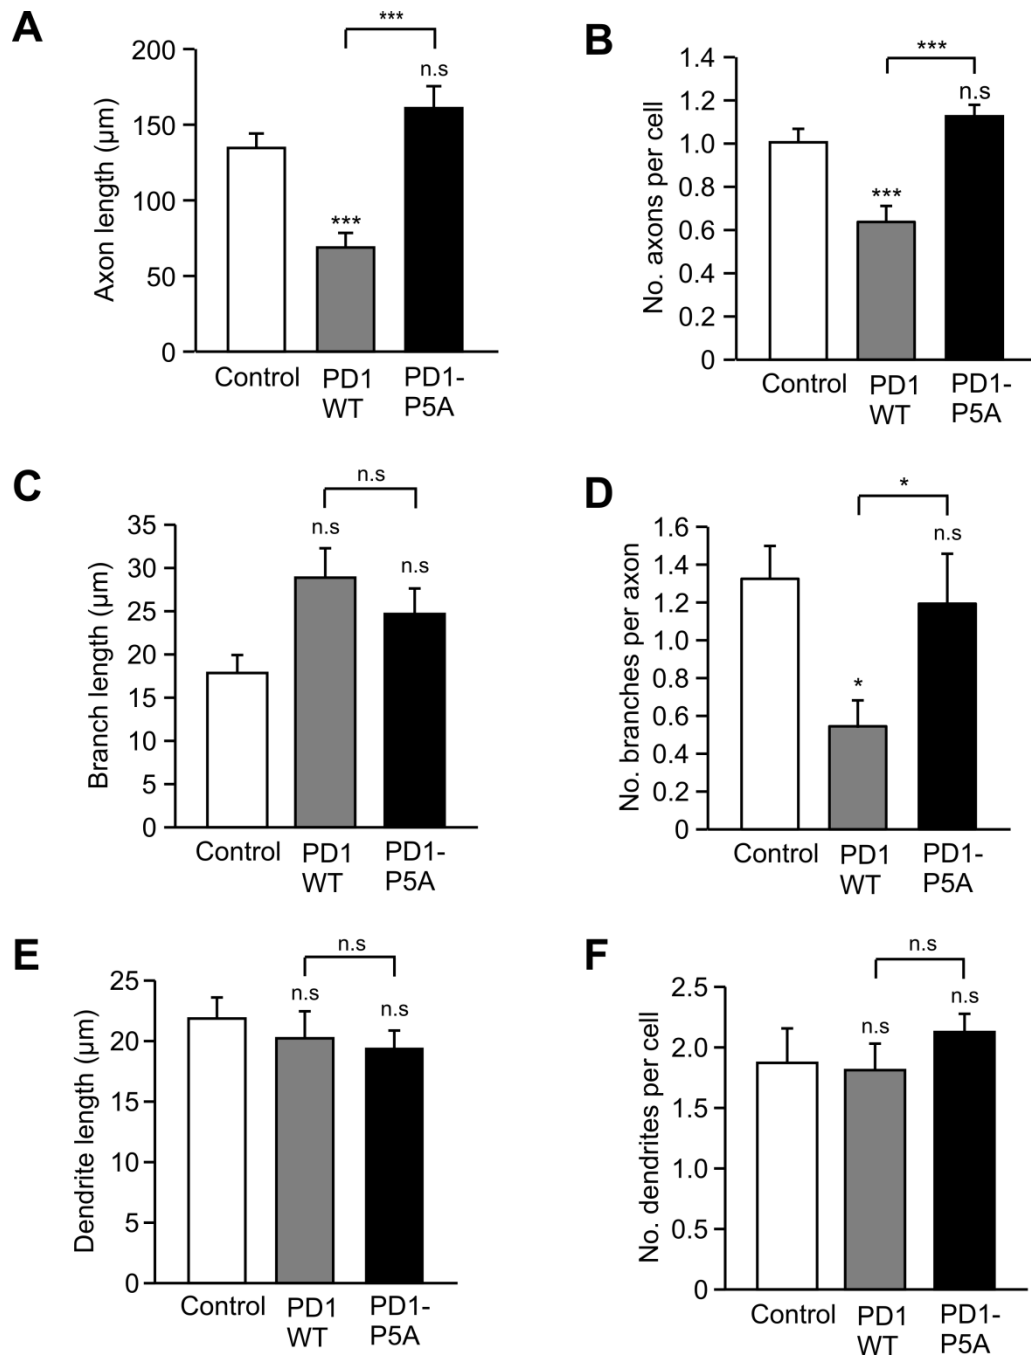 A
***
n.s
200
150
100
50
0
Axon length (µm)
***
Control
PD1
WT
PD1-
P5A
B
***
n.s
1.4
1.2
1.0
0.8
0.6
0.4
0.2
0
No. axons per cell
***
Control
PD1
WT
PD1-
P5A
C
n.s
n.s
n.s
35
30
25
20
15
10
5
0
Branch length (µm)
Control
PD1
WT
PD1-
P5A
D
*
n.s
1.6
1.4
1.2
1.0
0.8
0.6
0.4
0.2
0
No. branches per axon
*
Control
PD1
WT
PD1-
P5A
E
n.s
n.s
n.s
25
20
15
10
5
0
Dendrite length (µm)
Control
PD1
WT
PD1-
P5A
F
n.s
n.s
n.s
2.5
2.0
1.5
1.0
0.5
0
No. dendrites per cell
Control
PD1
WT
PD1-
P5A